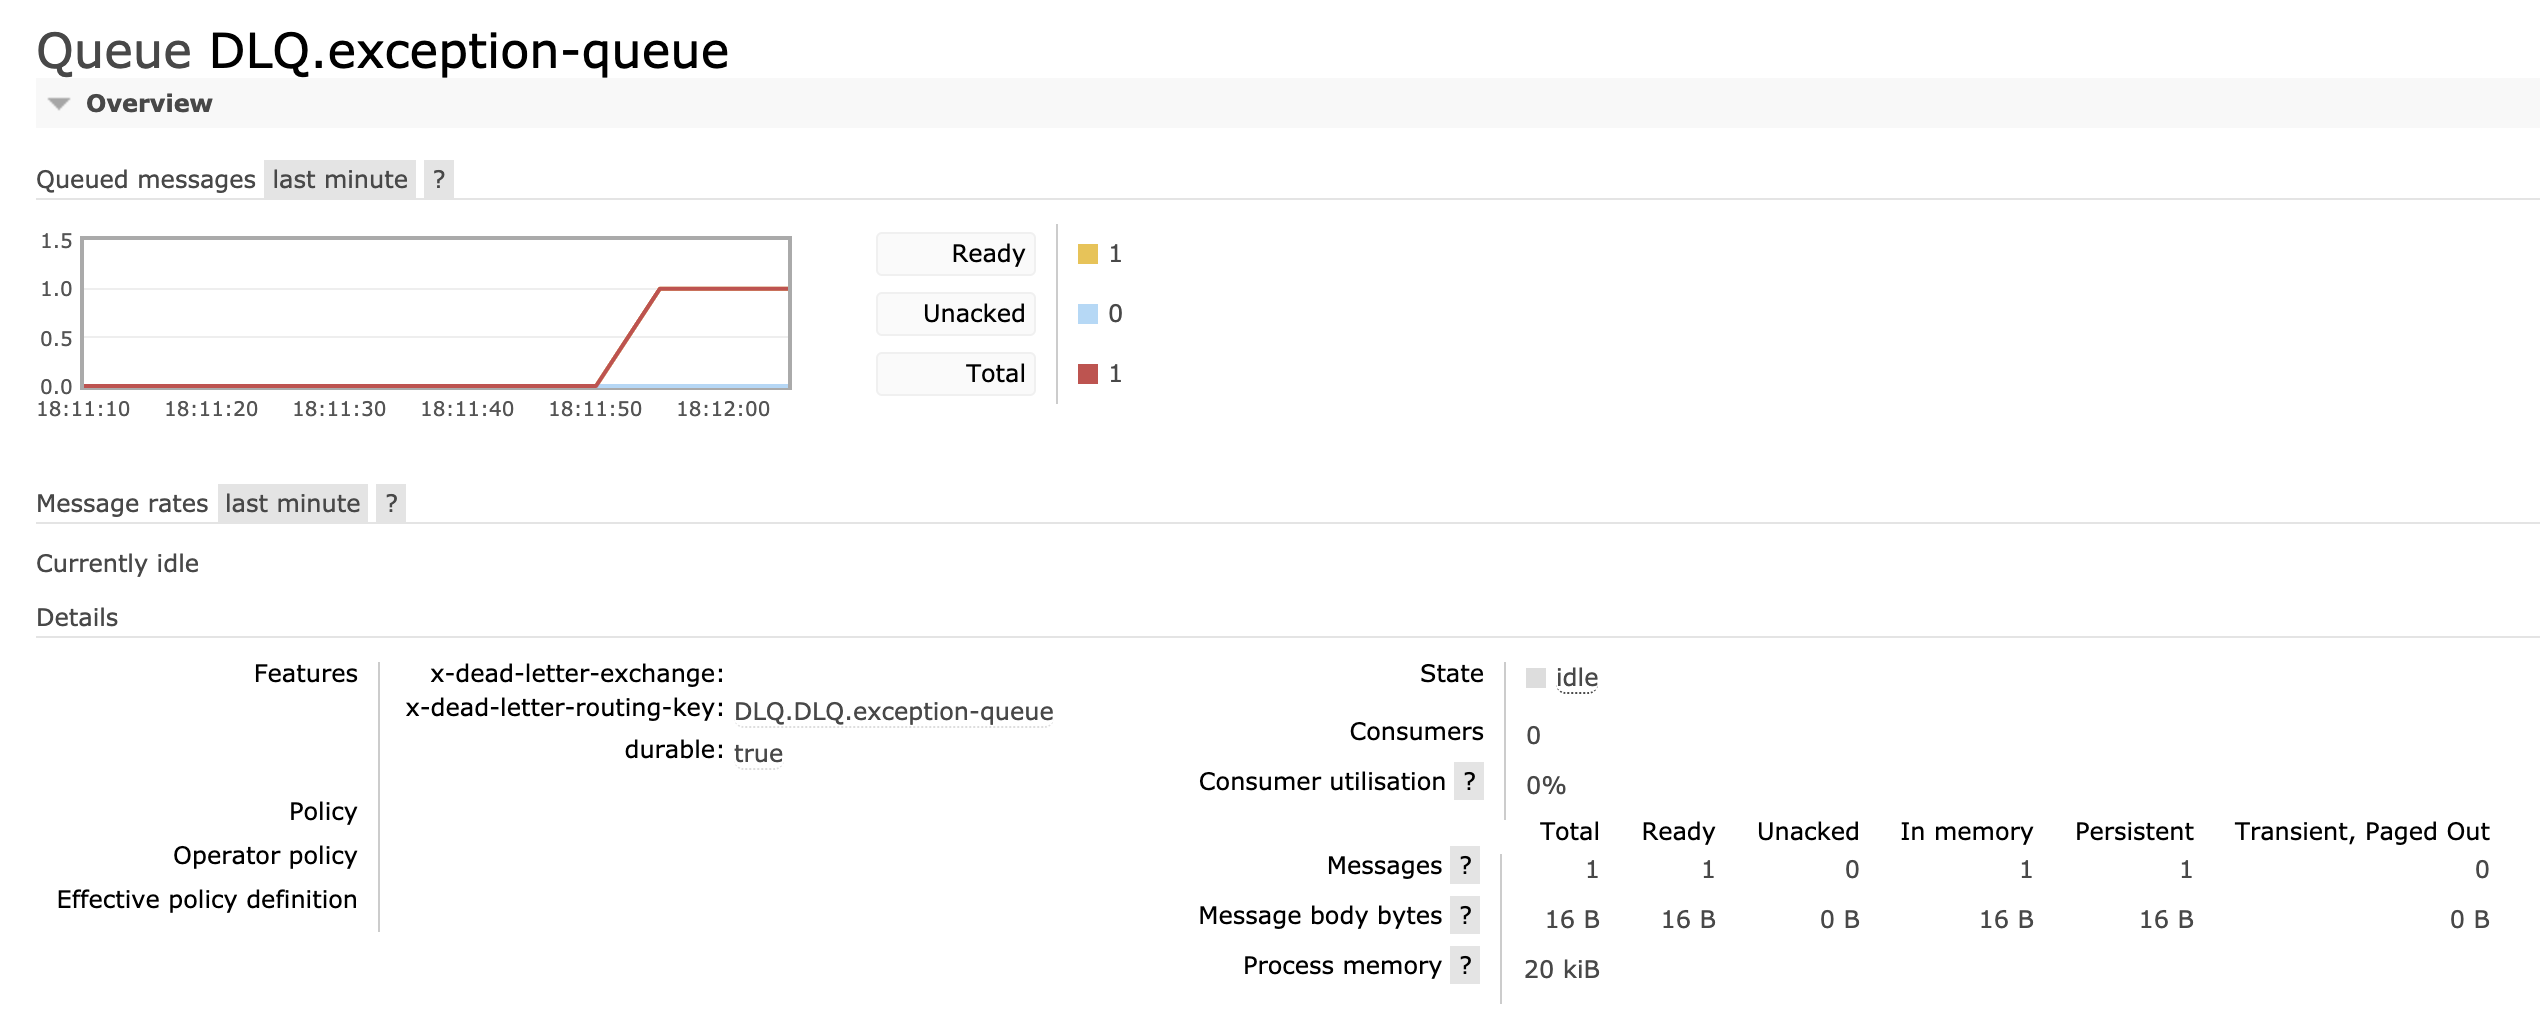 Queue DLQ.exception-queue
Overview
Queued messages last minute ?
1.5
1.0
0.5
0.0
18:11:10 18:11:20 18:11:30 18:11:40 18:11:50 18:12:00
Ready 1
Unacked 0
Total 1
Message rates last minute ?
Currently idle
Details
Features x-dead-letter-exchange:
x-dead-letter-routing-key: DLQ.DLQ.exception-queue
durable: true
Policy
Operator policy
Effective policy definition
State idle
Consumers 0
Consumer utilisation ? 0%
Total Ready Unacked In memory Persistent Transient, Paged Out
Messages ? 1 1 0 1 1 0
Message body bytes ? 16 B 16 B 0 B 16 B 16 B 0 B
Process memory ? 20 kiB